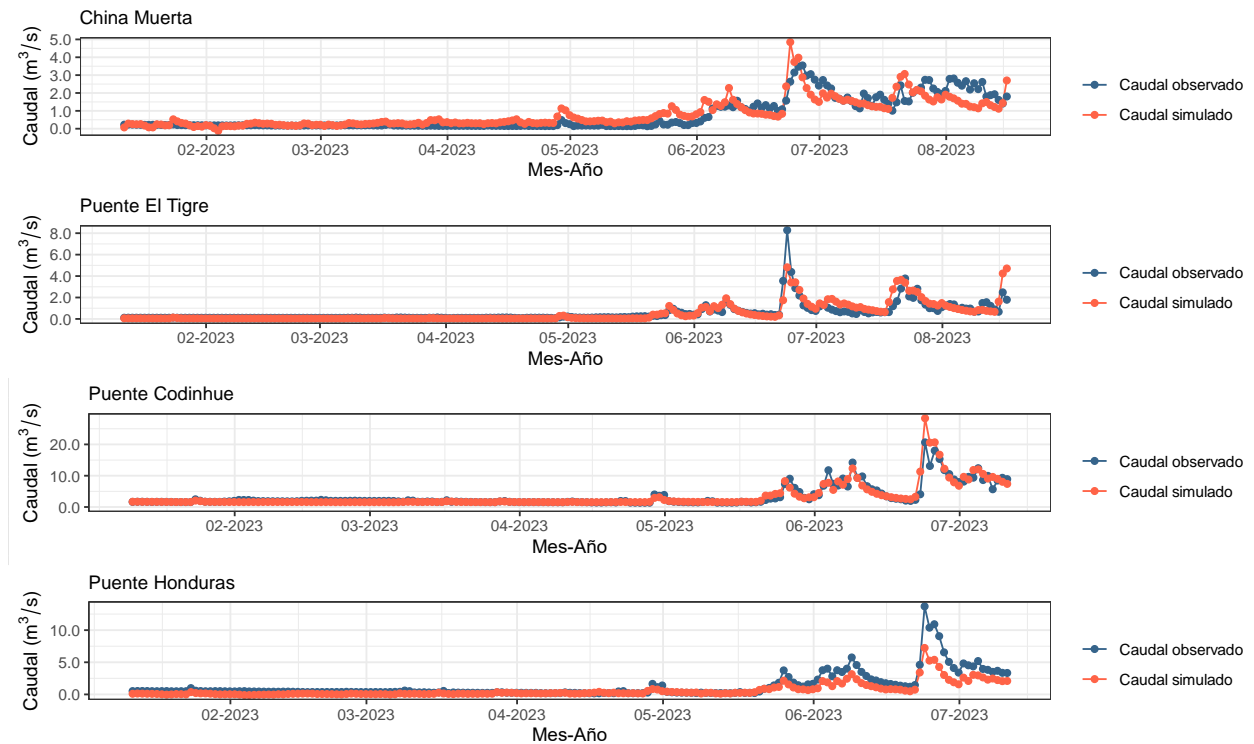 China Muerta
Caudal (m³/s)
5.0
4.0
3.0
2.0
1.0
0.0
02-2023 03-2023 04-2023 05-2023 06-2023 07-2023 08-2023
Mes-Año
Caudal observado
Caudal simulado
Puente El Tigre
Caudal (m³/s)
8.0
6.0
4.0
2.0
0.0
02-2023 03-2023 04-2023 05-2023 06-2023 07-2023 08-2023
Mes-Año
Caudal observado
Caudal simulado
Puente Codinhue
Caudal (m³/s)
20.0
10.0
0.0
02-2023 03-2023 04-2023 05-2023 06-2023 07-2023
Mes-Año
Caudal observado
Caudal simulado
Puente Honduras
Caudal (m³/s)
10.0
5.0
0.0
02-2023 03-2023 04-2023 05-2023 06-2023 07-2023
Mes-Año
Caudal observado
Caudal simulado